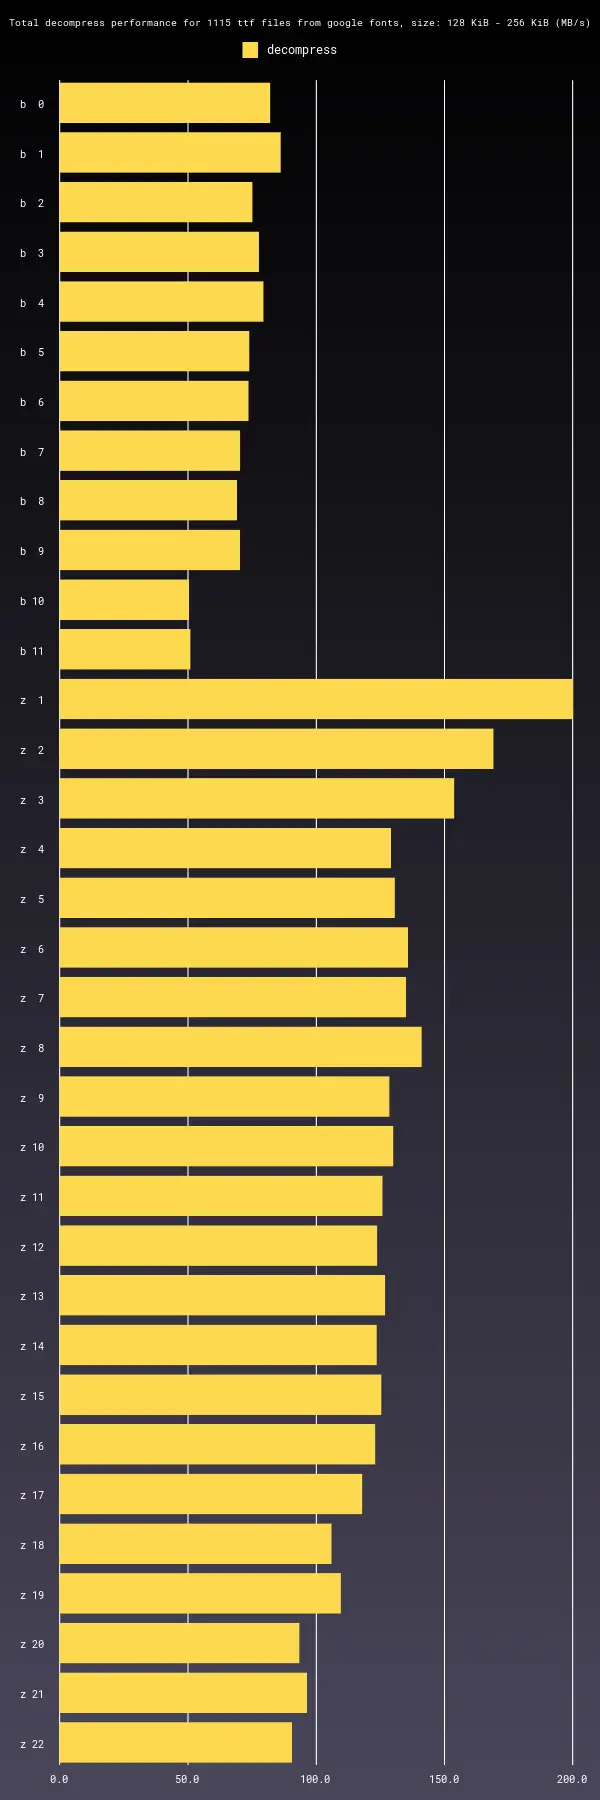 Total decompress performance for 1115 ttf files from google fonts, size: 128 KiB - 256 KiB (MB/s)
decompress
b 0
b 1
b 2
b 3
b 4
b 5
b 6
b 7
b 8
b 9
b 10
b 11
z 1
z 2
z 3
z 4
z 5
z 6
z 7
z 8
z 9
z 10
z 11
z 12
z 13
z 14
z 15
z 16
z 17
z 18
z 19
z 20
z 21
z 22
0.0 50.0 100.0 150.0 200.0